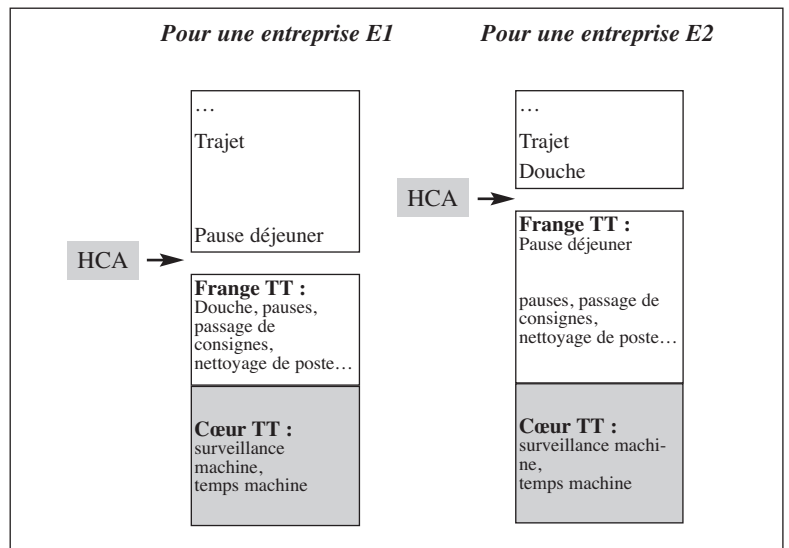 Pour une entreprise E1
…
Trajet
Pause déjeuner
HCA
Frange TT :
Douche, pauses,
passage de
consignes,
nettoyage de poste…
Cœur TT :
surveillance
machine,
temps machine
Pour une entreprise E2
…
Trajet
Douche
HCA
Frange TT :
Pause déjeuner
pauses, passage de
consignes,
nettoyage de poste…
Cœur TT :
surveillance machi-
ne,
temps machine